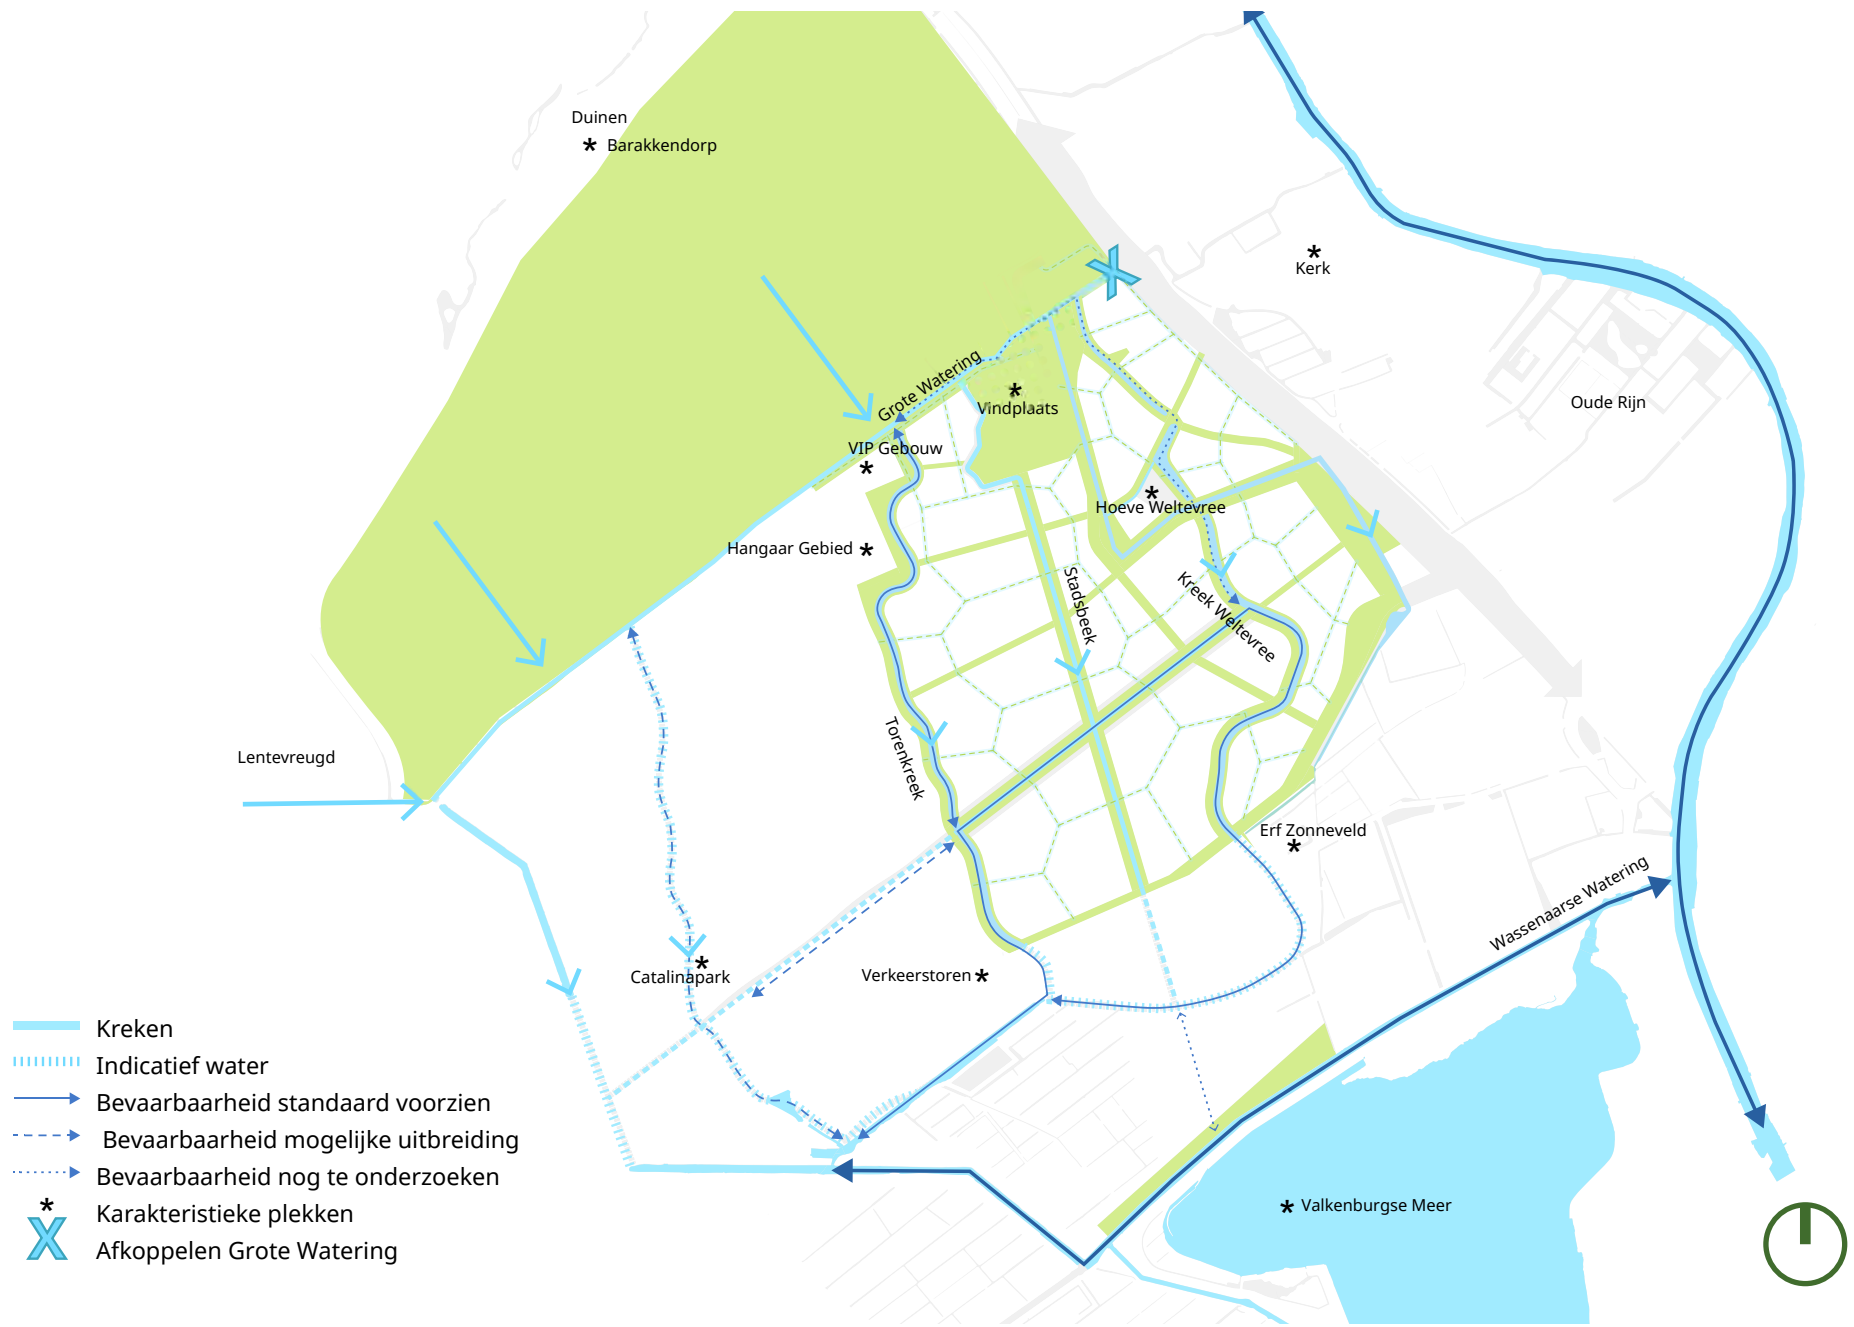 Duinen
* Barakkendorp
*
Kerk
Oude Rijn
Grote Watering
*
Vindplaats
VIP Gebouw
*
*
Hoeve Weltevree
Hangaar Gebied *
Stadsbeek
Kreek Weltevree
Torenkreek
Lentevreugd
Erf Zonneveld
*
Wassenaarse Watering
*
Catalinapark
Verkeerstoren *
* Valkenburgse Meer
Kreken
Indicatief water
Bevaarbaarheid standaard voorzien
Bevaarbaarheid mogelijke uitbreiding
Bevaarbaarheid nog te onderzoeken
* Karakteristieke plekken
X Afkoppelen Grote Watering